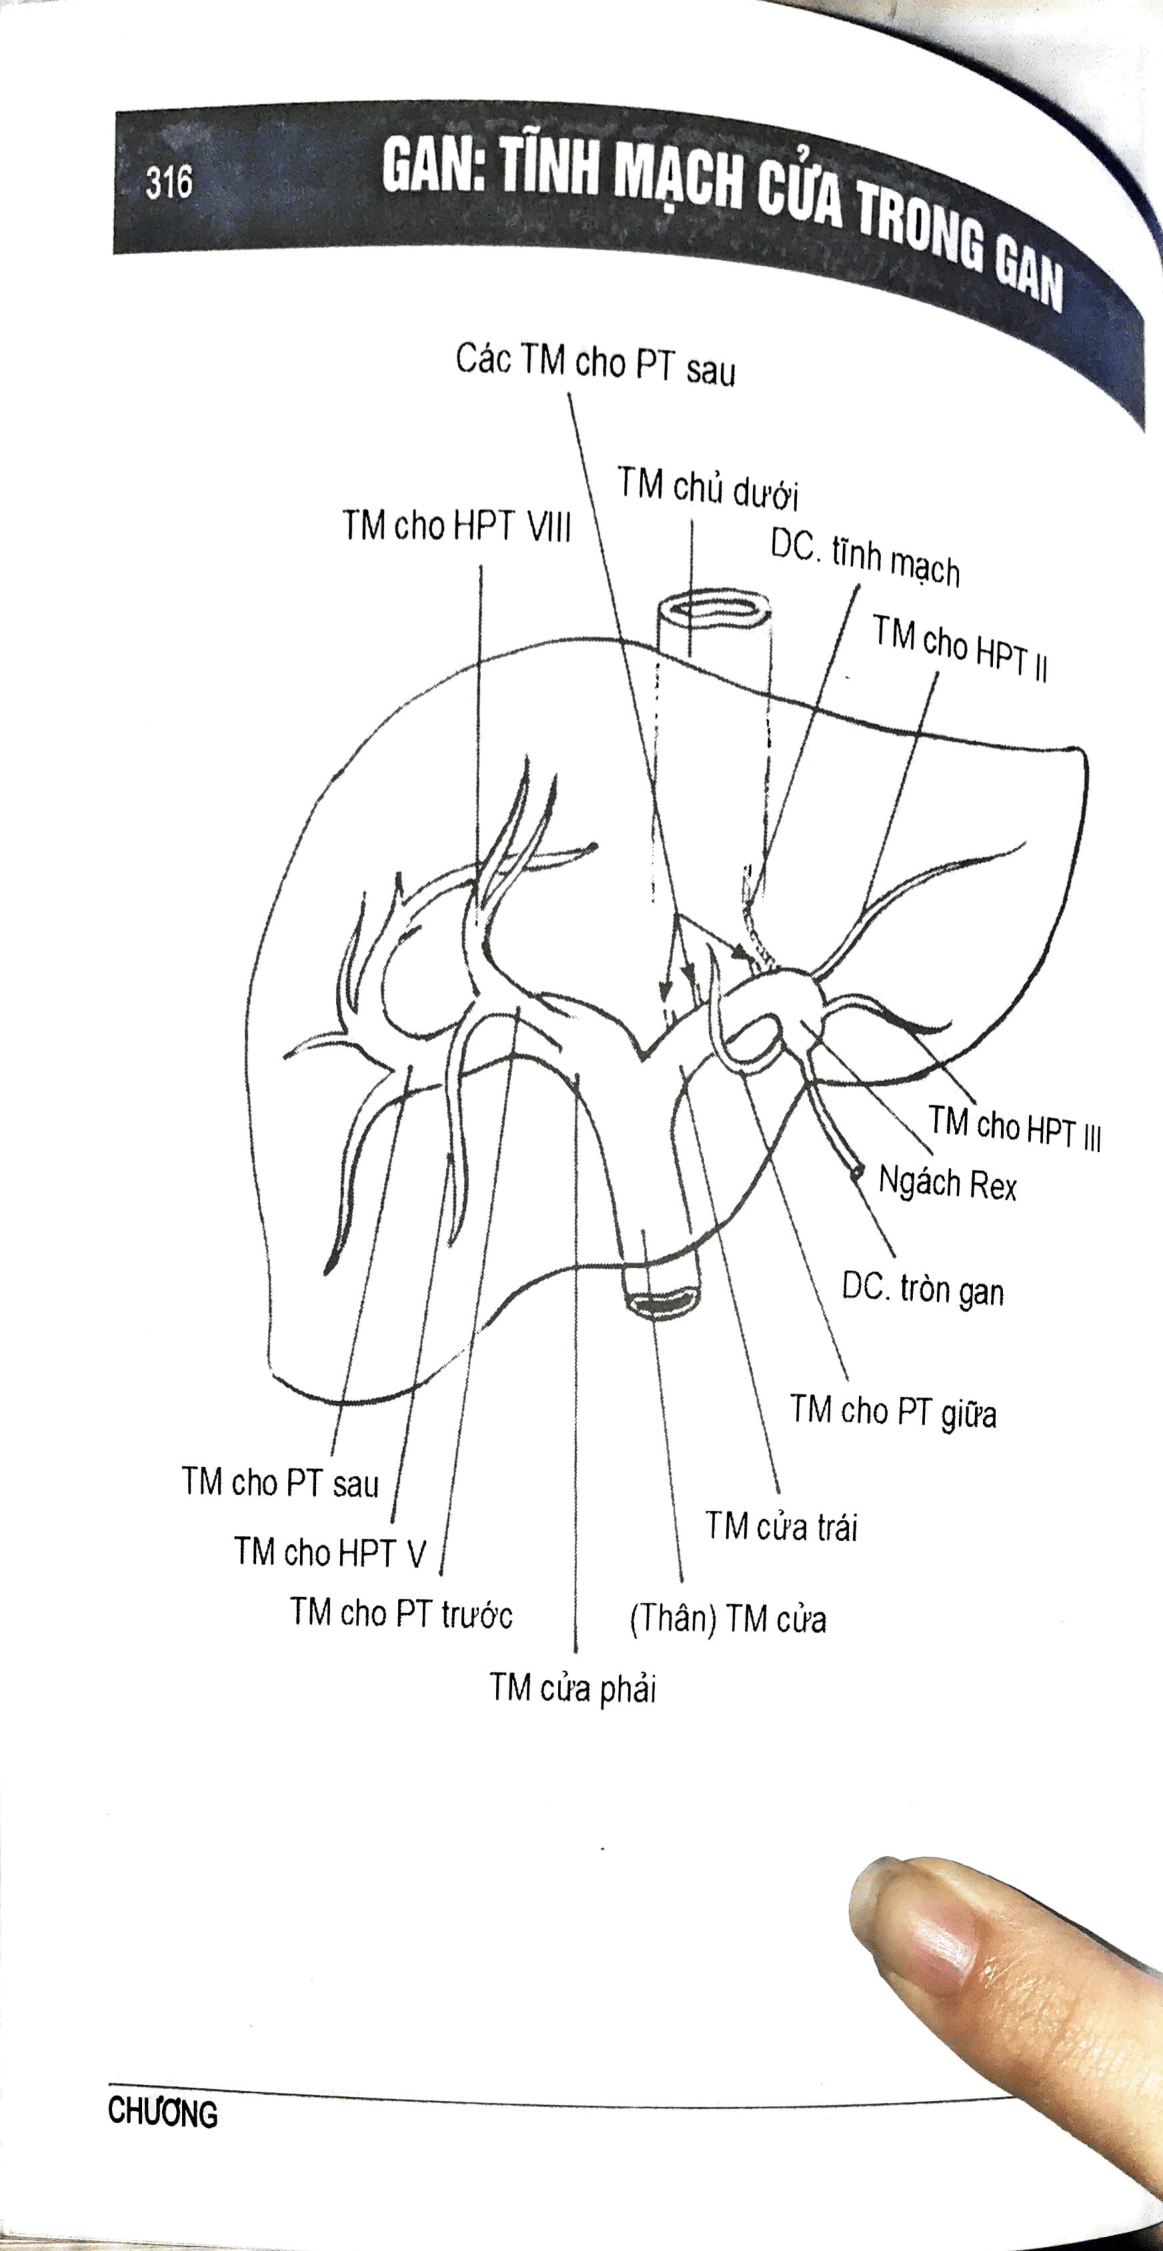 316
GAN: TĨNH MẠCH CỬA TRONG GAN
Các TM cho PT sau
TM chủ dưới
TM cho HPT VIII
DC. tĩnh mạch
TM cho HPT II
TM cho HPT III
Ngách Rex
DC. tròn gan
TM cho PT giữa
TM cho PT sau
TM cửa trái
TM cho HPT V
TM cho PT trước
(Thân) TM cửa
TM cửa phải
CHƯƠNG